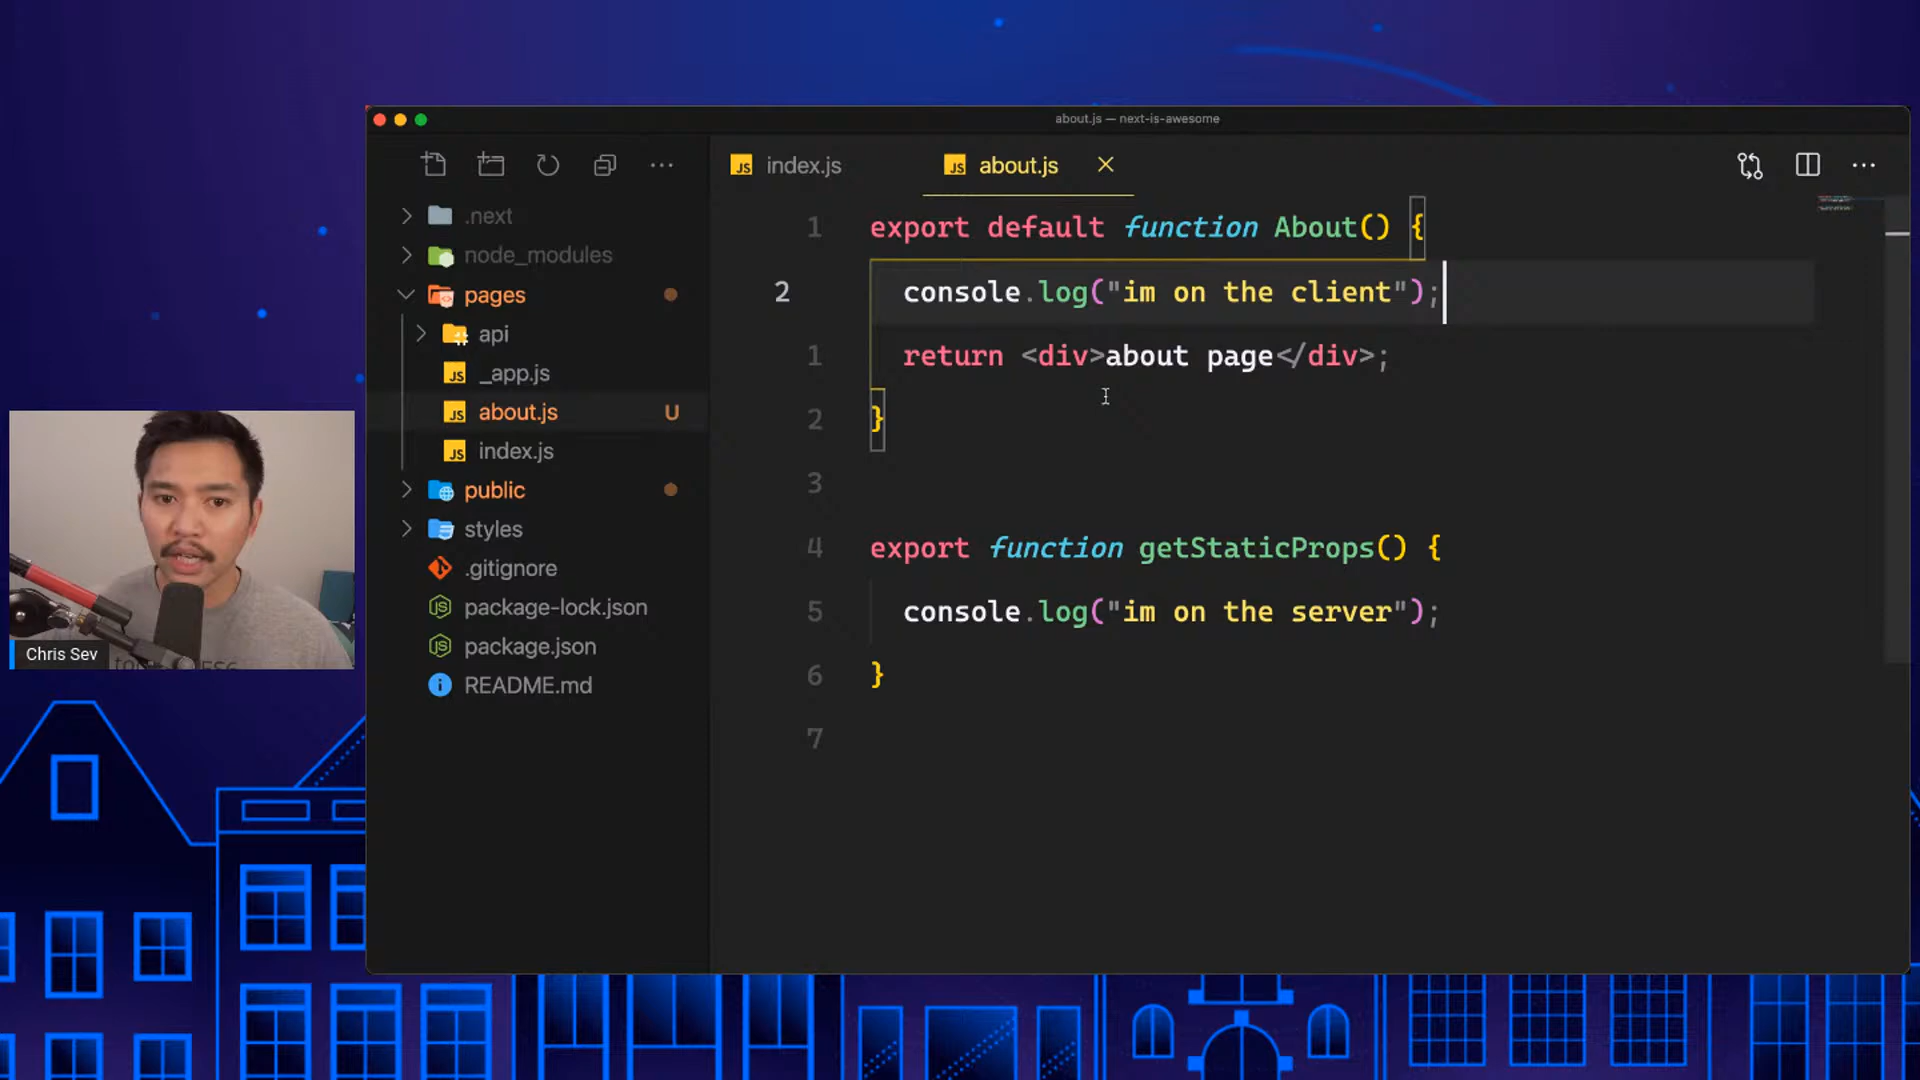 about.js — next-is-awesome
index.js
about.js
.next
node_modules
pages
api
_app.js
about.js U
index.js
public
styles
.gitignore
package-lock.json
package.json
README.md
1 export default function About() {
2 console.log("im on the client");
1 return <div>about page</div>;
2 }
3
4 export function getStaticProps() {
5 console.log("im on the server");
6 }
7
Chris Sev